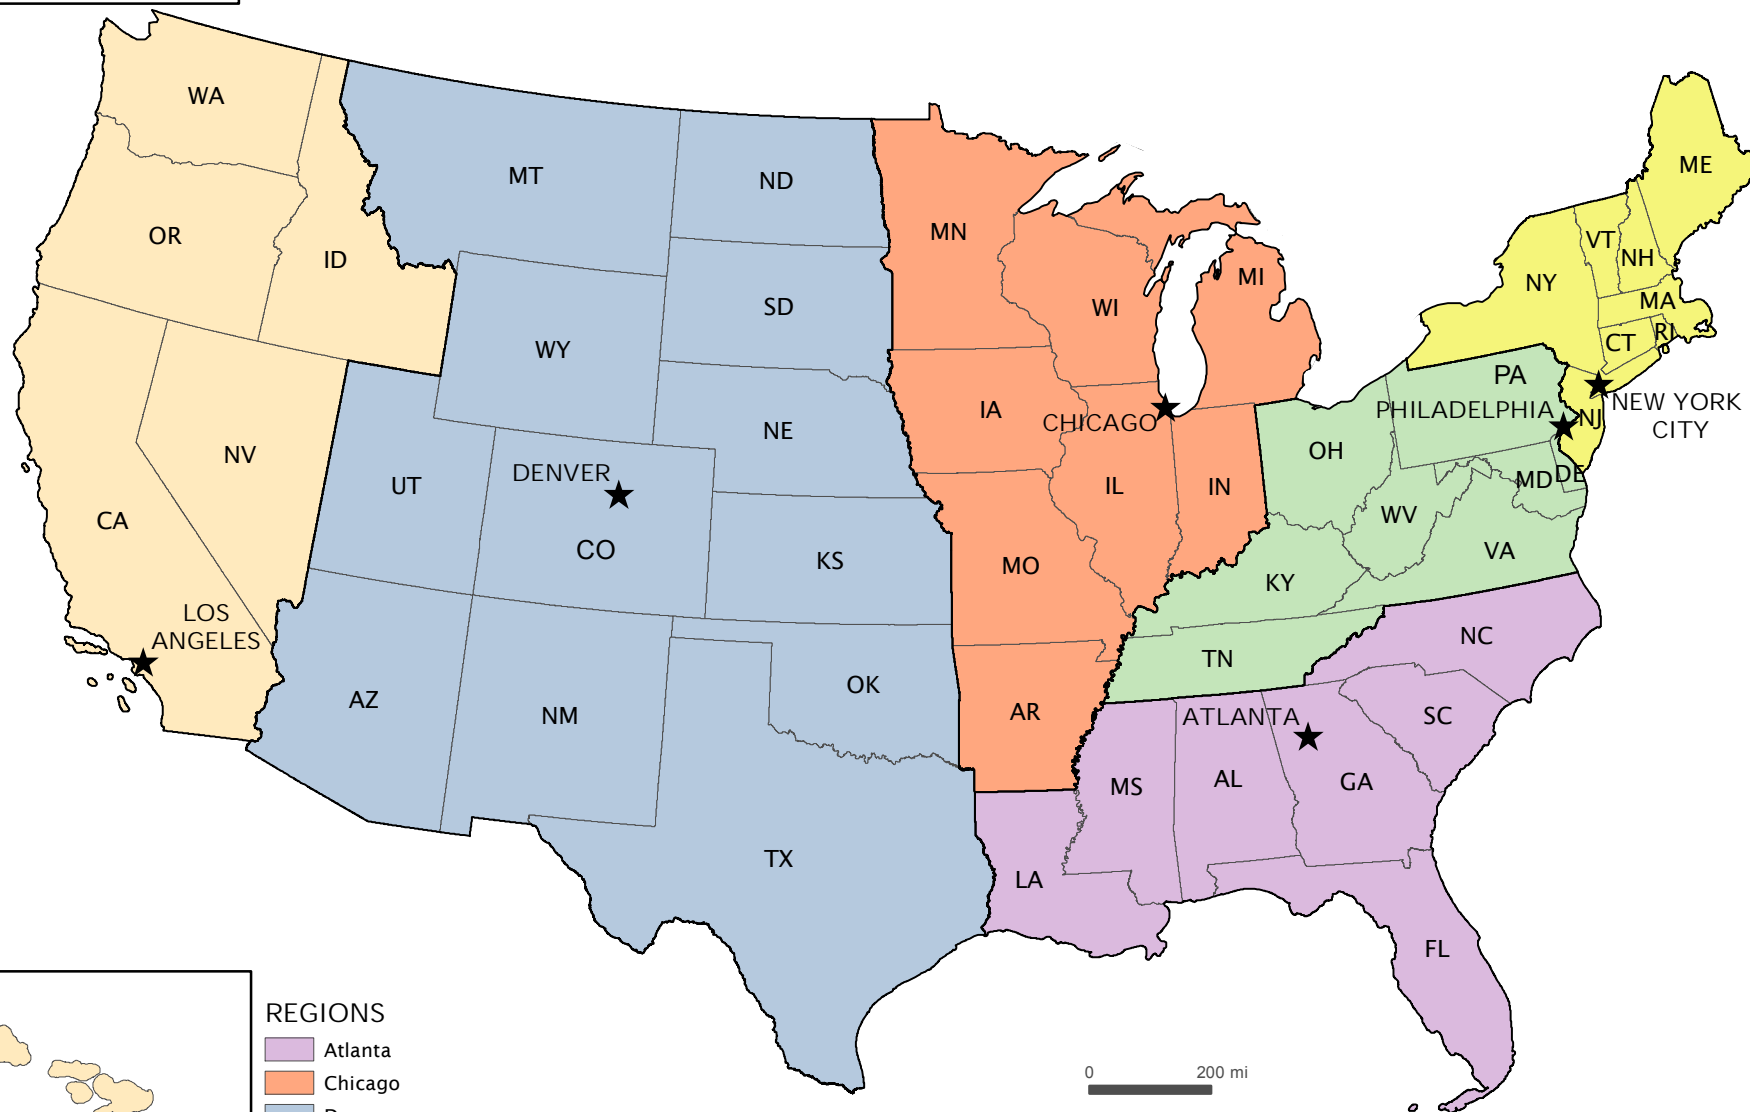 WA
MT
ND
ME
OR
ID
MN
VT
NH
NY
MI
MA
SD
WI
RI
CT
WY
PA
IA
CHICAGO
PHILADELPHIA
NJ
NEW YORK
CITY
NE
NV
OH
DENVER
UT
IL
IN
MD
DE
CA
WV
CO
KS
MO
VA
KY
LOS
ANGELES
NC
TN
AZ
NM
OK
AR
ATLANTA
SC
MS
AL
GA
TX
LA
FL
REGIONS
Atlanta
Chicago
0 200 mi